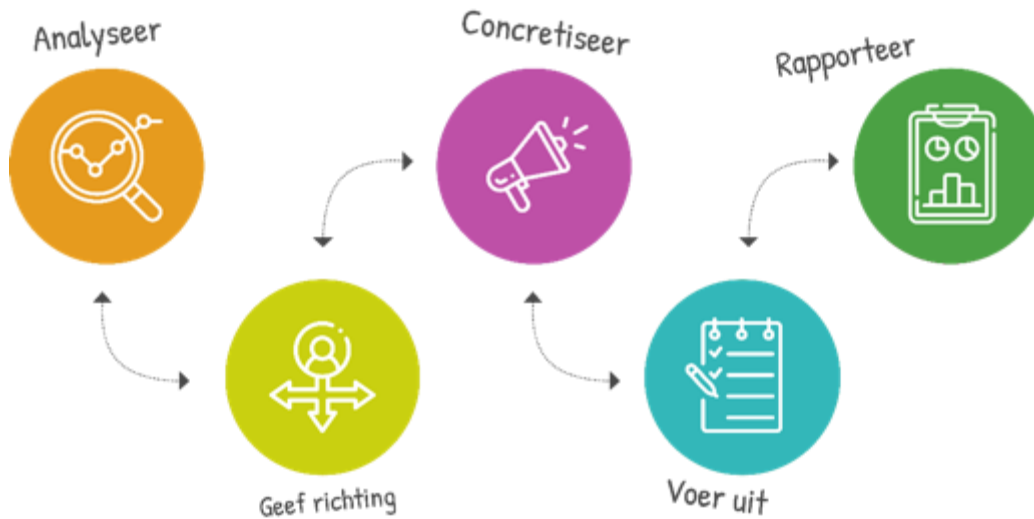 Analyseer
Geef richting
Concretiseer
Voer uit
Rapporteer